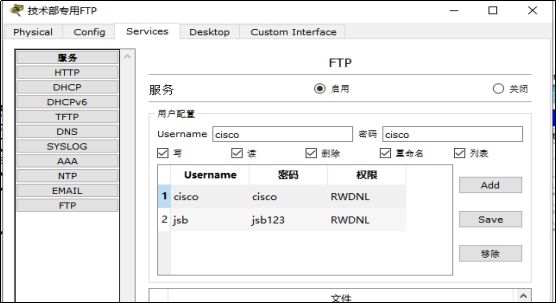 技术部专用FTP
Physical Config Services Desktop Custom Interface
服务
HTTP
DHCP
DHCPv6
TFTP
DNS
SYSLOG
AAA
NTP
EMAIL
FTP
FTP
服务 启用 关闭
用户配置
Username cisco 密码 cisco
写 读 删除 重命名 列表
Username 密码 权限
1 cisco cisco RWDNL
2 jsb jsb123 RWDNL
Add
Save
移除
文件